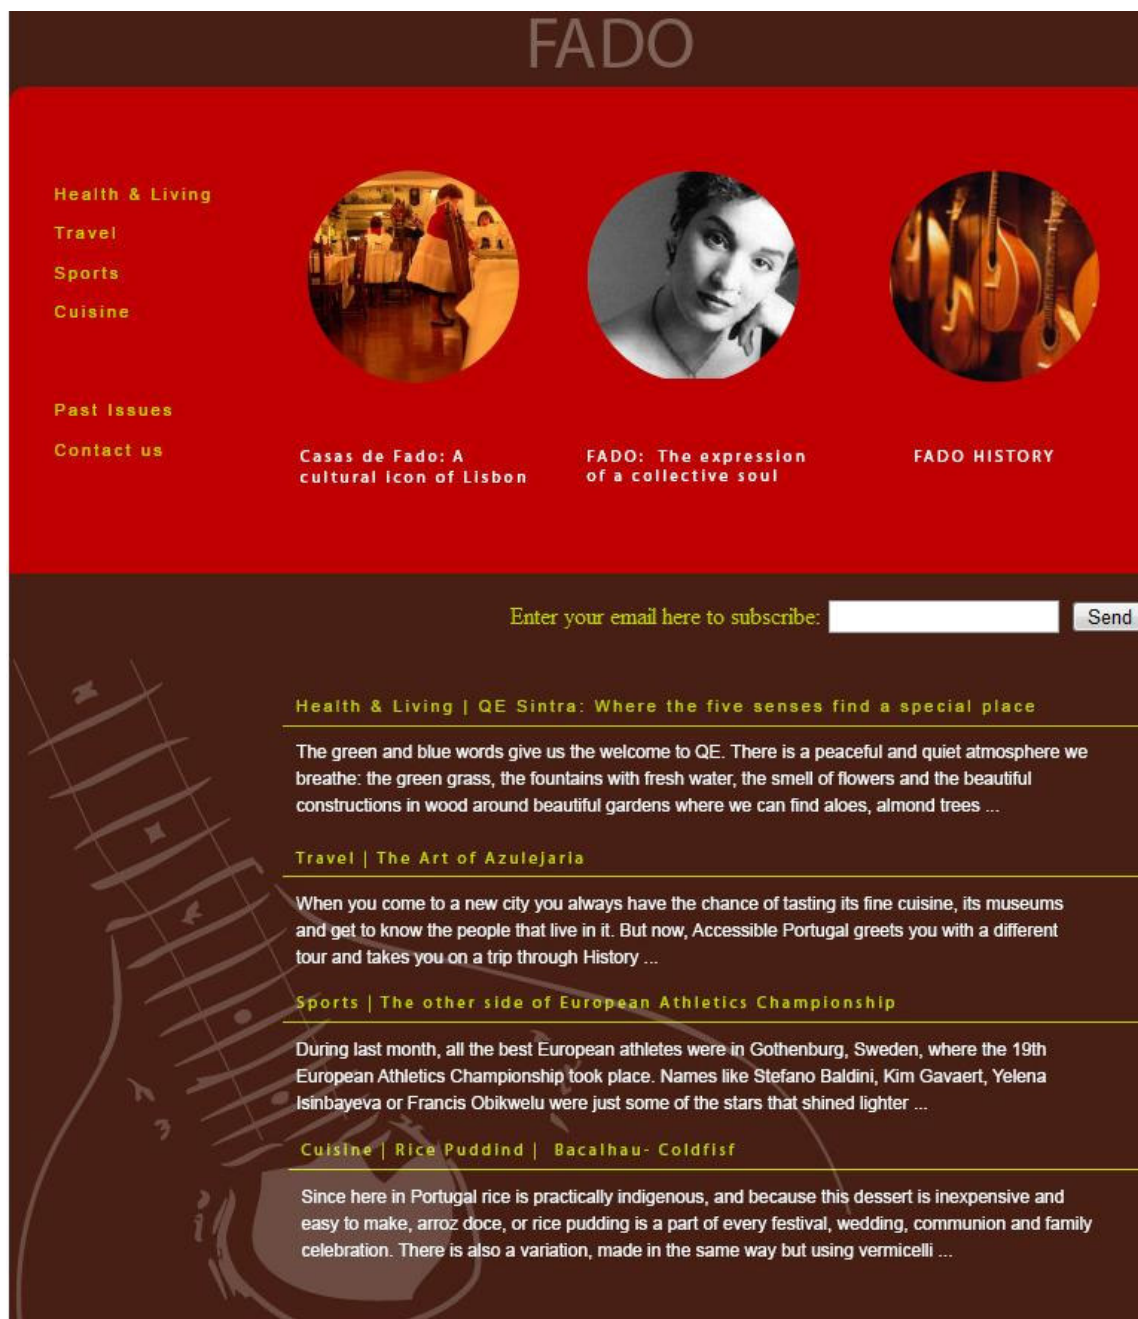 FADO
Health & Living
Travel
Sports
Cuisine
Past Issues
Contact us
Casas de Fado: A
cultural icon of Lisbon
FADO: The expression
of a collective soul
FADO HISTORY
Enter your email here to subscribe:
Send
Health & Living | QE Sintra: Where the five senses find a special place
The green and blue words give us the welcome to QE. There is a peaceful and quiet atmosphere we
breathe: the green grass, the fountains with fresh water, the smell of flowers and the beautiful
constructions in wood around beautiful gardens where we can find aloes, almond trees ...
Travel | The Art of Azulejaria
When you come to a new city you always have the chance of tasting its fine cuisine, its museums
and get to know the people that live in it. But now, Accessible Portugal greets you with a different
tour and takes you on a trip through History ...
Sports | The other side of European Athletics Championship
During last month, all the best European athletes were in Gothenburg, Sweden, where the 19th
European Athletics Championship took place. Names like Stefano Baldini, Kim Gavaert, Yelena
Isinbayeva or Francis Obikwelu were just some of the stars that shined lighter ...
Cuisine | Rice Puddind | Bacalhau- Coldfisf
Since here in Portugal rice is practically indigenous, and because this dessert is inexpensive and
easy to make, arroz doce, or rice pudding is a part of every festival, wedding, communion and family
celebration. There is also a variation, made in the same way but using vermicelli ...